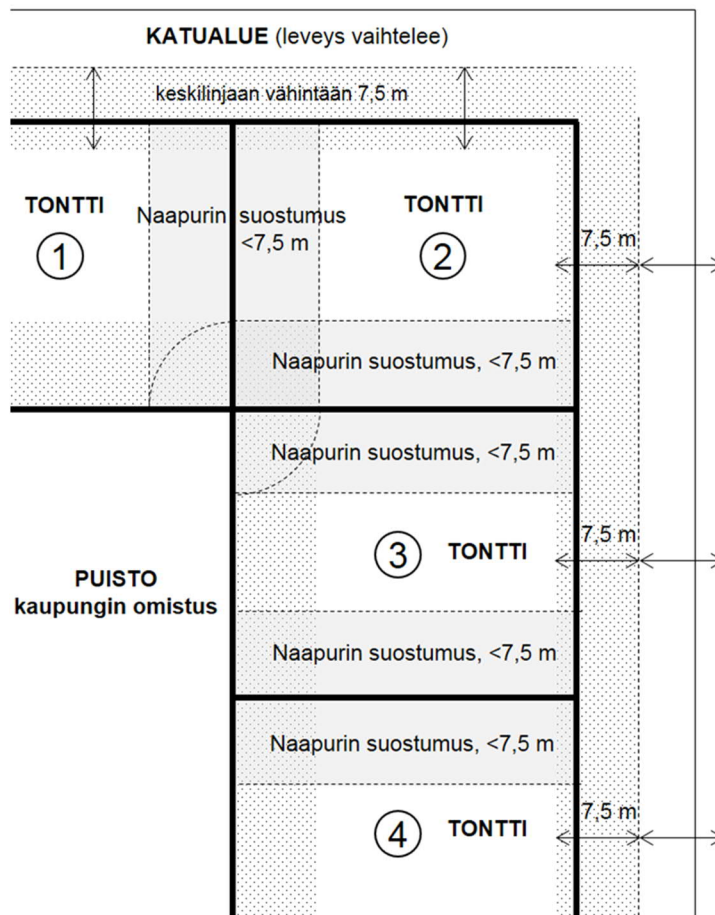 KATUALUE (leveys vaihtelee)
keskilinjaan vähintään 7,5 m
TONTTI
1
Naapurin suostumus
<7,5 m
TONTTI
2
7,5 m
Naapurin suostumus, <7,5 m
Naapurin suostumus, <7,5 m
3 TONTTI
7,5 m
PUISTO
kaupungin omistus
Naapurin suostumus, <7,5 m
Naapurin suostumus, <7,5 m
7,5 m
4 TONTTI